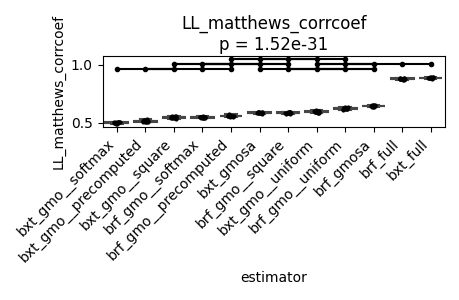 LL_matthews_corrcoef
p = 1.52e-31
LL_matthews_corrcoef
1.0
0.5
bxt_gmo__softmax
bxt_gmo__precomputed
bxt_gmo__square
brf_gmo__softmax
brf_gmo__precomputed
bxt_gmosa
brf_gmo__square
bxt_gmo__uniform
brf_gmo__uniform
brf_gmosa
brf_full
bxt_full
estimator